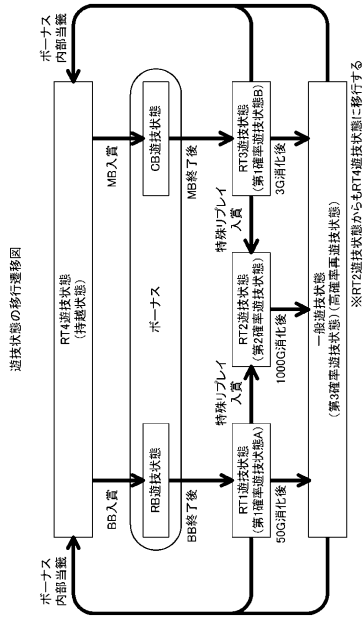 遊技状態の移行遷移図
ボーナス
内部当籤
ボーナス
内部当籤
RT4遊技状態
(持越状態)
BB入賞
MB入賞
RB遊技状態
ボーナス
CB遊技状態
BB終了後
MB終了後
特殊リプレイ
入賞
特殊リプレイ
入賞
RT1遊技状態
(第1確率遊技状態A)
RT2遊技状態
(第2確率遊技状態)
RT3遊技状態
(第1確率遊技状態B)
50G消化後
1000G消化後
3G消化後
一般遊技状態
(第3確率遊技状態)(高確率再遊技状態)
※RT2遊技状態からもRT4遊技状態に移行する